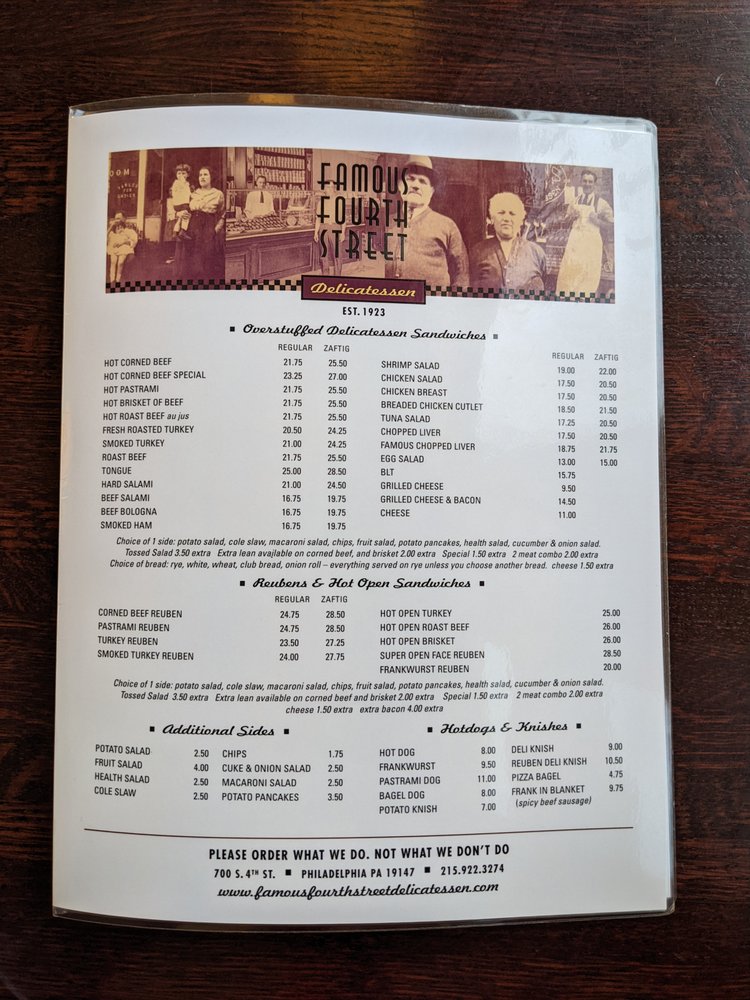 FAMOUS
FOURTH
STREET
Delicatessen
EST. 1923
Overstuffed Delicatessen Sandwiches
REGULAR ZAFTIG
HOT CORNED BEEF 21.75 25.50
HOT CORNED BEEF SPECIAL 23.25 27.00
HOT PASTRAMI 21.75 25.50
HOT BRISKET OF BEEF 21.75 25.50
HOT ROAST BEEF au jus 21.75 25.50
FRESH ROASTED TURKEY 20.50 24.25
SMOKED TURKEY 21.00 24.25
ROAST BEEF 21.75 25.50
TONGUE 25.00 28.50
HARD SALAMI 21.00 24.50
BEEF SALAMI 16.75 19.75
BEEF BOLOGNA 16.75 19.75
SMOKED HAM 16.75 19.75
REGULAR ZAFTIG
SHRIMP SALAD 19.00 22.00
CHICKEN SALAD 17.50 20.50
CHICKEN BREAST 17.50 20.50
BREADED CHICKEN CUTLET 18.50 21.50
TUNA SALAD 17.25 20.50
CHOPPED LIVER 17.50 20.50
FAMOUS CHOPPED LIVER 18.75 21.75
EGG SALAD 13.00 15.00
BLT 15.75
GRILLED CHEESE 9.50
GRILLED CHEESE & BACON 14.50
CHEESE 11.00
Choice of 1 side: potato salad, cole slaw, macaroni salad, chips, fruit salad, potato pancakes, health salad, cucumber & onion salad.
Tossed Salad 3.50 extra Extra lean available on corned beef, and brisket 2.00 extra Special 1.50 extra 2 meat combo 2.00 extra
Choice of bread: rye, white, wheat, club bread, onion roll – everything served on rye unless you choose another bread. cheese 1.50 extra
Reubens & Hot Open Sandwiches
REGULAR ZAFTIG
CORNED BEEF REUBEN 24.75 28.50
PASTRAMI REUBEN 24.75 28.50
TURKEY REUBEN 23.50 27.25
SMOKED TURKEY REUBEN 24.00 27.75
HOT OPEN TURKEY 25.00
HOT OPEN ROAST BEEF 26.00
HOT OPEN BRISKET 26.00
SUPER OPEN FACE REUBEN 28.50
FRANKWURST REUBEN 20.00
Choice of 1 side: potato salad, cole slaw, macaroni salad, chips, fruit salad, potato pancakes, health salad, cucumber & onion salad.
Tossed Salad 3.50 extra Extra lean available on corned beef and brisket 2.00 extra Special 1.50 extra 2 meat combo 2.00 extra
cheese 1.50 extra extra bacon 4.00 extra
Additional Sides
POTATO SALAD 2.50
FRUIT SALAD 4.00
HEALTH SALAD 2.50
COLE SLAW 2.50
CHIPS 1.75
CUKE & ONION SALAD 2.50
MACARONI SALAD 2.50
POTATO PANCAKES 3.50
Hotdogs & Knishes
HOT DOG 8.00
FRANKWURST 9.50
PASTRAMI DOG 11.00
BAGEL DOG 8.00
POTATO KNISH 7.00
DELI KNISH 9.00
REUBEN DELI KNISH 10.50
PIZZA BAGEL 4.75
FRANK IN BLANKET 9.75
(spicy beef sausage)
PLEASE ORDER WHAT WE DO. NOT WHAT WE DON'T DO
700 S. 4TH ST. ■ PHILADELPHIA PA 19147 ■ 215.922.3274
www.famousfourthstreetdelicatessen.com